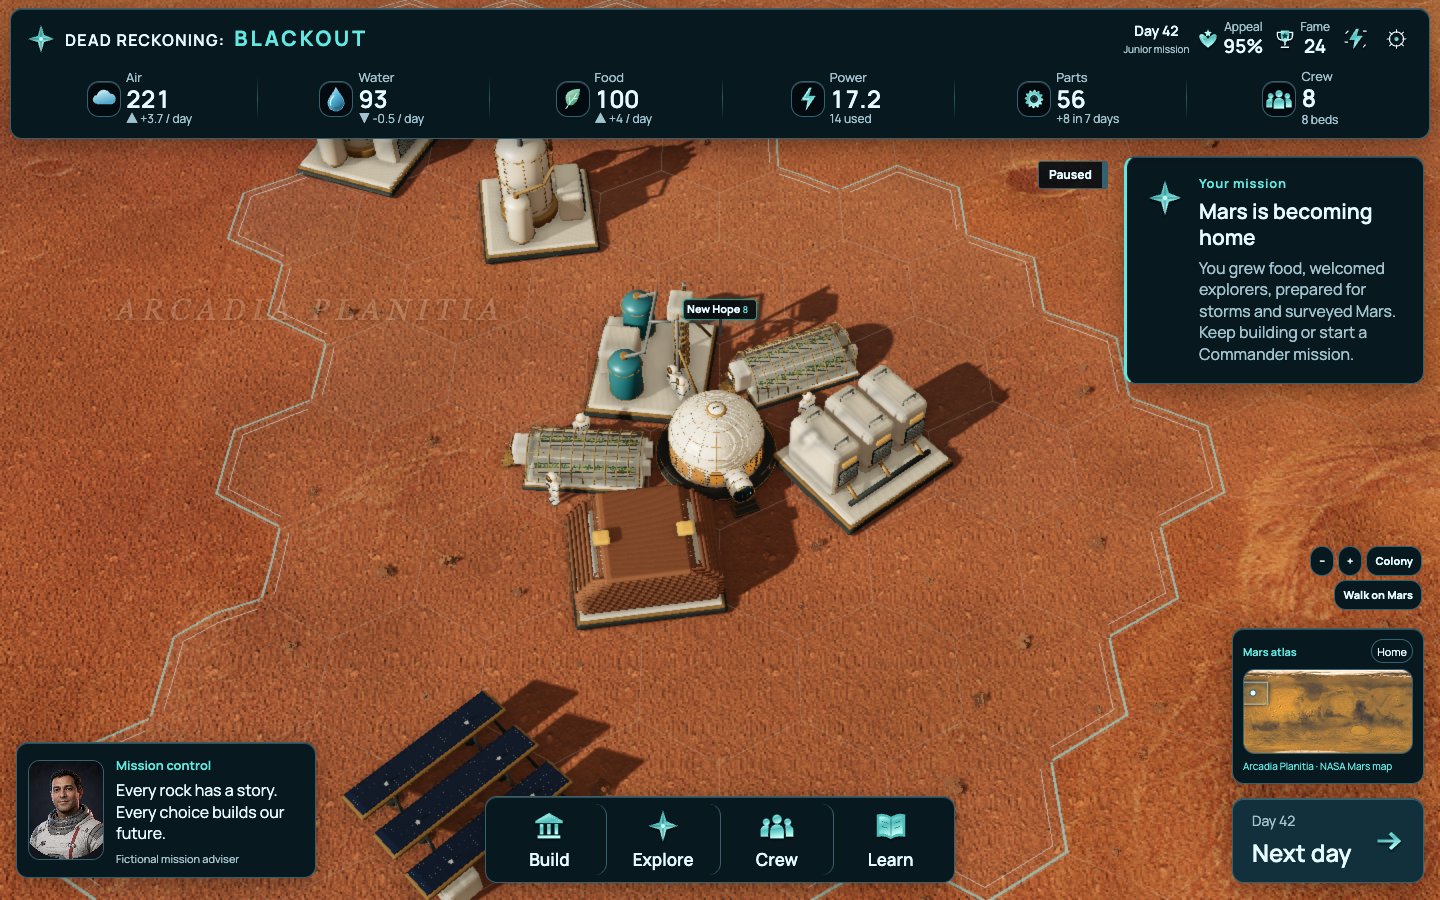 DEAD RECKONING: BLACKOUT
Day 42
Junior mission
Appeal
95%
Fame
24
Air
221
+3.7 / day
Water
93
-0.5 / day
Food
100
+4 / day
Power
17.2
14 used
Parts
56
+8 in 7 days
Crew
8
8 beds
Paused
Your mission
Mars is becoming
home
You grew food, welcomed
explorers, prepared for
storms and surveyed Mars.
Keep building or start a
Commander mission.
ARCADIA PLANITIA
New Hope 8
- + Colony
Walk on Mars
Mars atlas
Home
Arcadia Planitia · NASA Mars map
Mission control
Every rock has a story.
Every choice builds our
future.
Fictional mission adviser
Build
Explore
Crew
Learn
Day 42
Next day